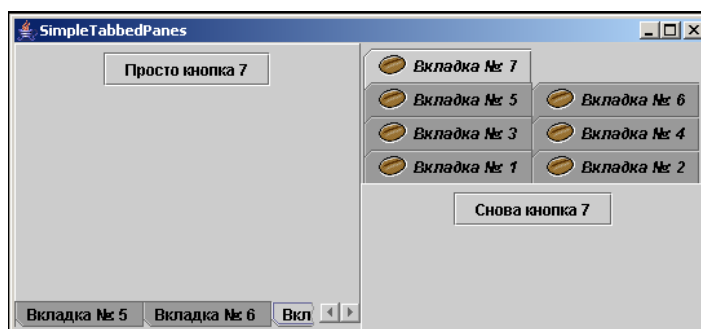 SimpleTabbedPanes
Просто кнопка 7
Вкладка № 7
Вкладка № 5 Вкладка № 6
Вкладка № 3 Вкладка № 4
Вкладка № 1 Вкладка № 2
Снова кнопка 7
Вкладка № 5 Вкладка № 6 Вкл